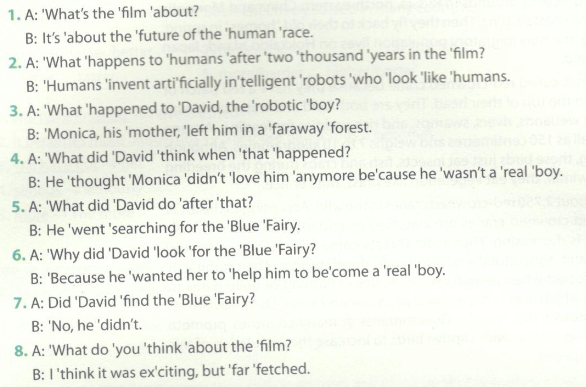 1. A: 'What's the 'film 'about?
B: It's 'about the 'future of the 'human 'race.
2. A: 'What 'happens to 'humans 'after 'two 'thousand 'years in the 'film?
B: 'Humans 'invent arti'ficially in'telligent 'robots who 'look 'like 'humans.
3. A: 'What 'happened to 'David, the 'robotic 'boy?
B: 'Monica, his 'mother, 'left him in a 'faraway 'forest.
4. A: 'What did 'David 'think when 'that 'happened?
B: He 'thought 'Monica 'didn't 'love him 'anymore be'cause he 'wasn't a 'real 'boy.
5. A: 'What did 'David do 'after 'that?
B: He 'went 'searching for the 'Blue 'Fairy.
6. A: 'Why did 'David 'look 'for the 'Blue 'Fairy?
B: 'Because he 'wanted her to 'help him to be'come a 'real 'boy.
7. A: Did 'David 'find the 'Blue 'Fairy?
B: 'No, he 'didn't.
8. A: 'What do 'you 'think 'about the 'film?
B: I 'think it was ex'citing, but 'far 'fetched.